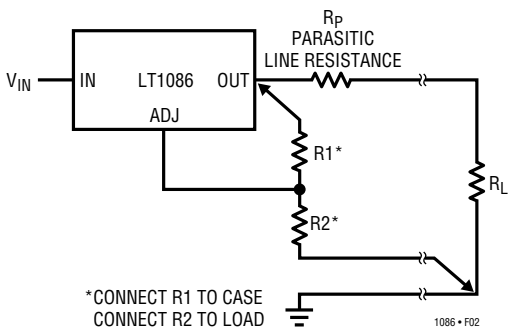 RP
PARASITIC
LINE RESISTANCE
VIN
IN
LT1086
OUT
ADJ
R1*
RL
R2*
*CONNECT R1 TO CASE
CONNECT R2 TO LOAD
1086 • F02